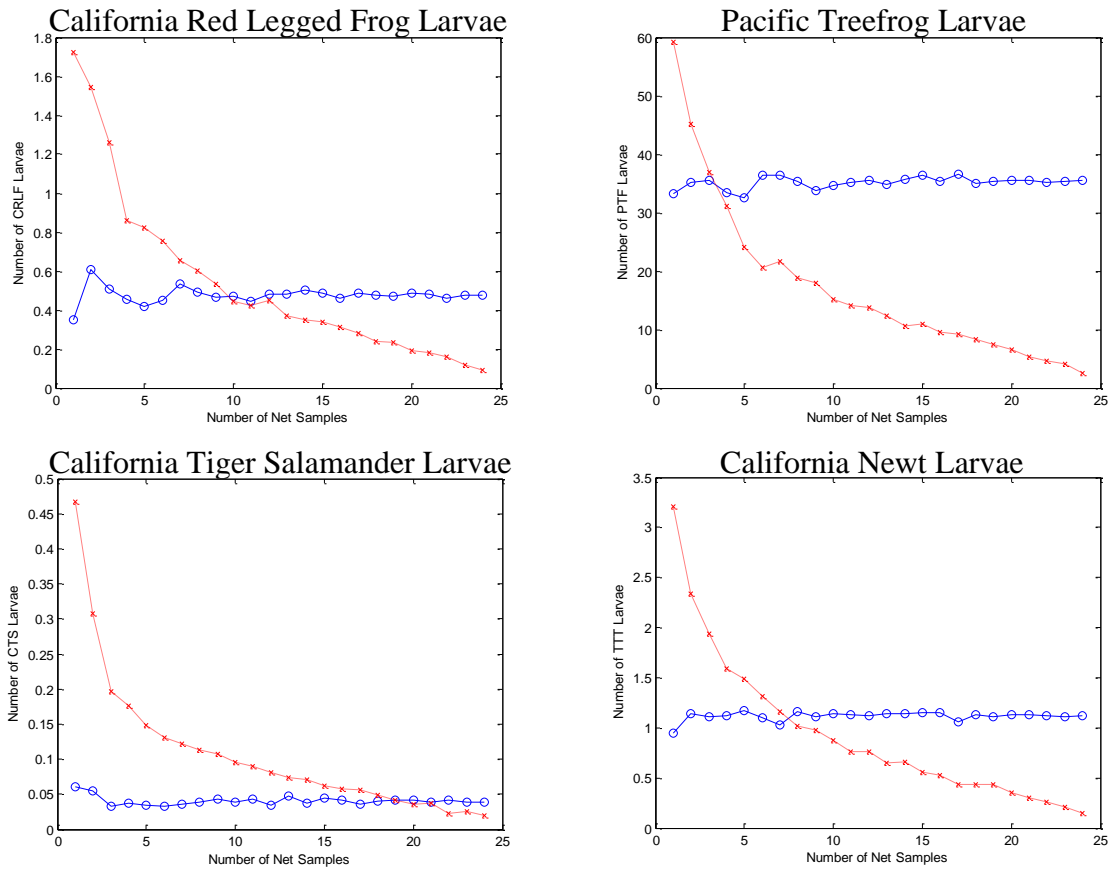 California Red Legged Frog Larvae
1.8
1.6
1.4
1.2
1
0.8
0.6
0.4
0.2
0
Number of CRLF Larvae
0 5 10 15 20 25
Number of Net Samples
Pacific Treefrog Larvae
60
50
40
30
20
10
0
Number of PTF Larvae
0 5 10 15 20 25
Number of Net Samples
California Tiger Salamander Larvae
0.5
0.45
0.4
0.35
0.3
0.25
0.2
0.15
0.1
0.05
0
Number of CTS Larvae
0 5 10 15 20 25
Number of Net Samples
California Newt Larvae
3.5
3
2.5
2
1.5
1
0.5
0
Number of TTT Larvae
0 5 10 15 20 25
Number of Net Samples